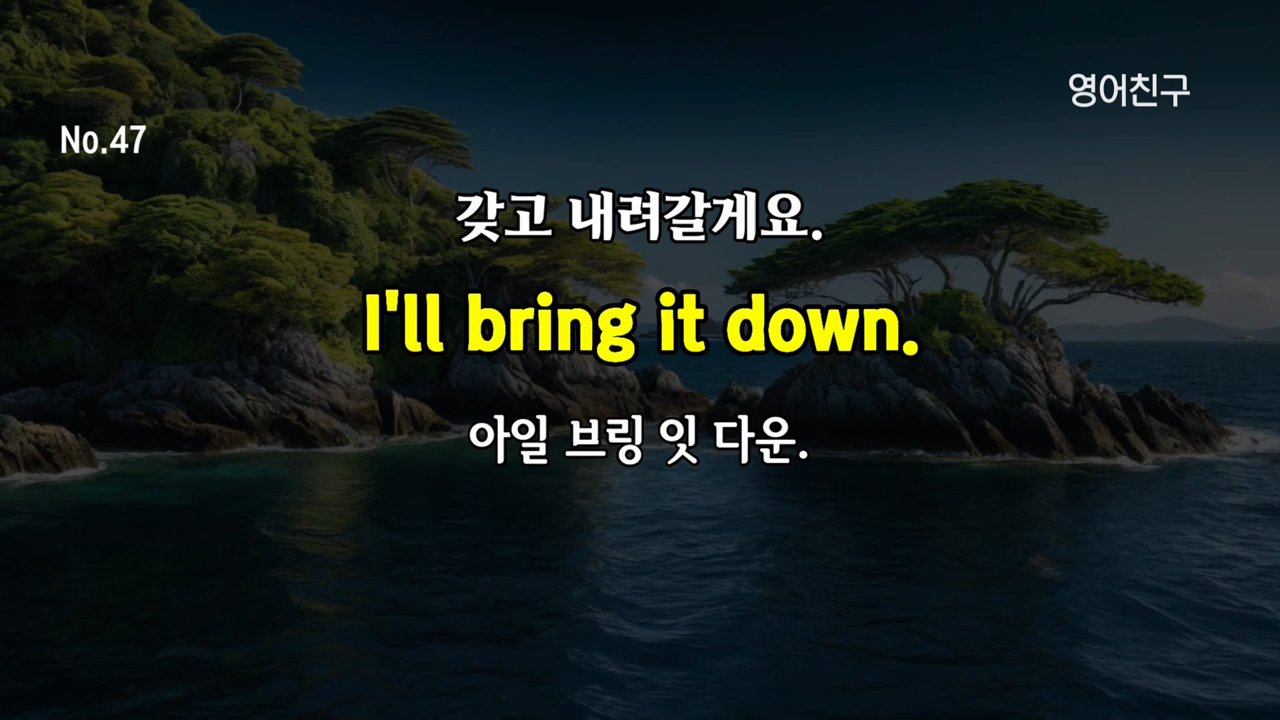 영어친구
No.47
갖고 내려갈게요.
I'll bring it down.
아일 브링 잇 다운.